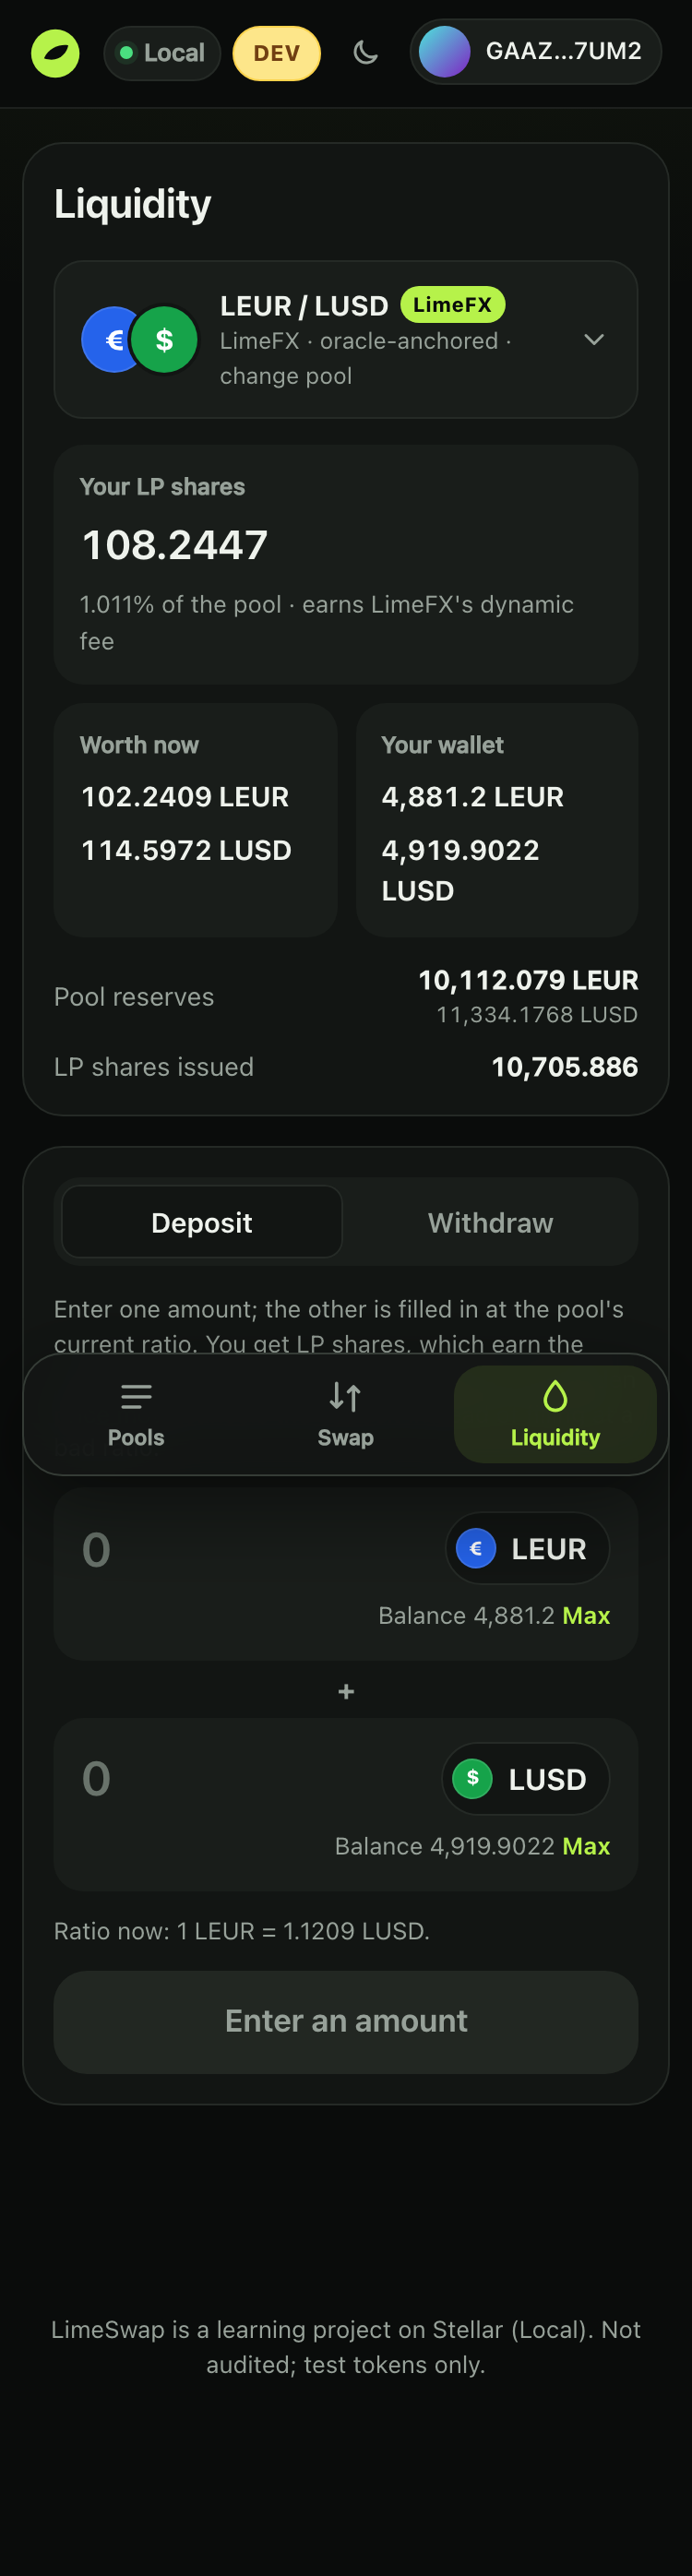 Local
DEV
GAAZ...7UM2
Liquidity
€
$
LEUR / LUSD
LimeFX
LimeFX · oracle-anchored ·
change pool
Your LP shares
108.2447
1.011% of the pool · earns LimeFX's dynamic
fee
Worth now
102.2409 LEUR
114.5972 LUSD
Your wallet
4,881.2 LEUR
4,919.9022
LUSD
Pool reserves
10,112.079 LEUR
11,334.1768 LUSD
LP shares issued
10,705.886
Deposit
Withdraw
Enter one amount; the other is filled in at the pool's
current ratio. You get LP shares, which earn the
Pools
Swap
Liquidity
0
€
LEUR
Balance 4,881.2 Max
+
0
$
LUSD
Balance 4,919.9022 Max
Ratio now: 1 LEUR = 1.1209 LUSD.
Enter an amount
LimeSwap is a learning project on Stellar (Local). Not
audited; test tokens only.